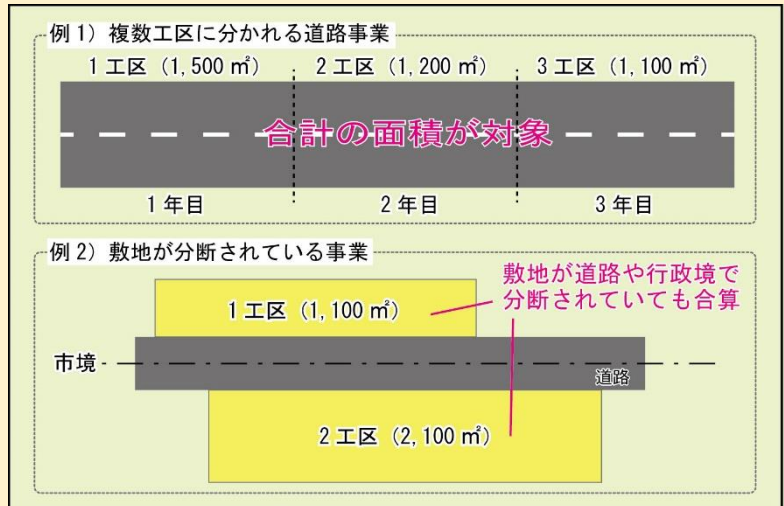 例1）複数工区に分かれる道路事業
1工区（1,500㎡） 2工区（1,200㎡） 3工区（1,100㎡）
合計の面積が対象
1年目 2年目 3年目
例2）敷地が分断されている事業
敷地が道路や行政境で
分断されていても合算
1工区（1,100㎡）
市境
道路
2工区（2,100㎡）